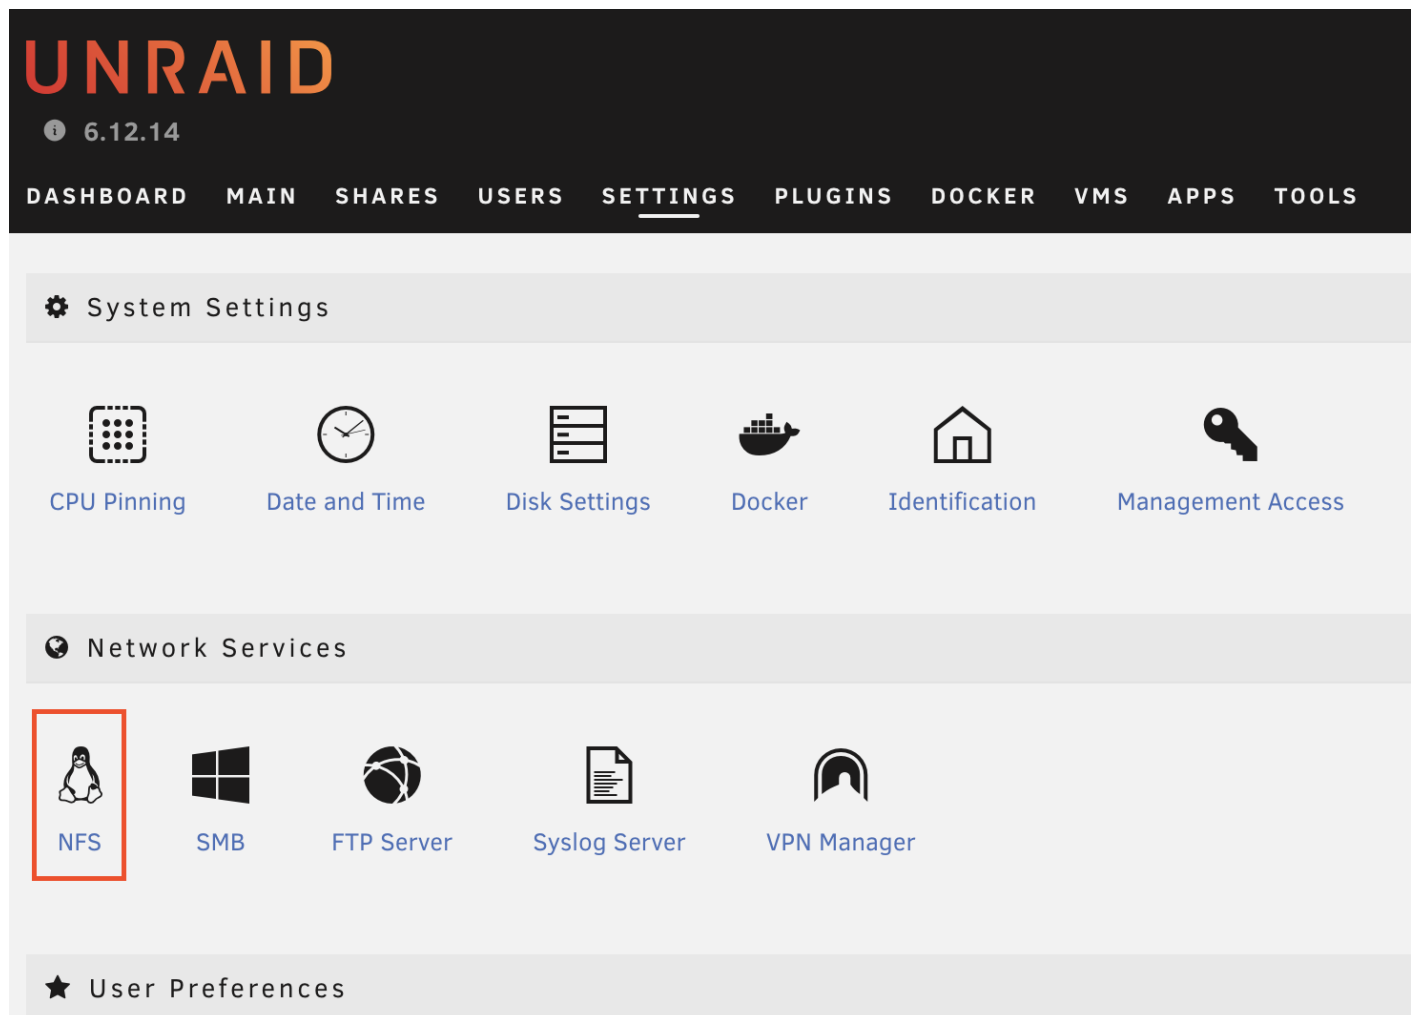 UNRAID
6.12.14
DASHBOARD MAIN SHARES USERS SETTINGS PLUGINS DOCKER VMS APPS TOOLS
System Settings
CPU Pinning Date and Time Disk Settings Docker Identification Management Access
Network Services
NFS SMB FTP Server Syslog Server VPN Manager
User Preferences